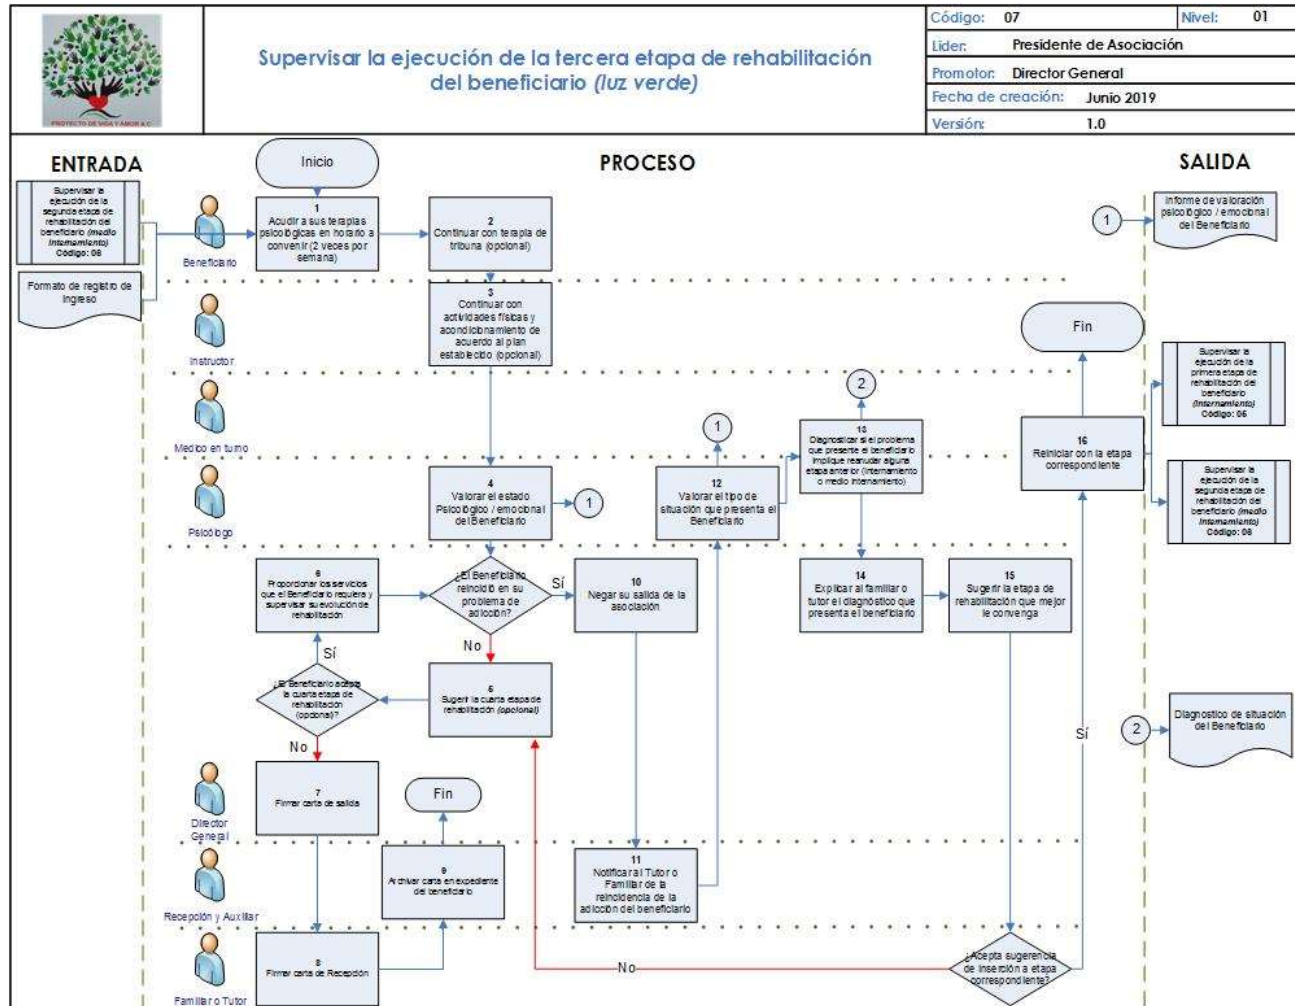 PROYECTO DE VIDA Y AMOR A.C
Supervisar la ejecución de la tercera etapa de rehabilitación
del beneficiario (luz verde)
Código: 07
Nivel: 01
Lider: Presidente de Asociación
Promotor: Director General
Fecha de creación: Junio 2019
Versión: 1.0
ENTRADA
PROCESO
SALIDA
Supervisar la
ejecución de la
segunda etapa de
rehabilitación del
beneficiario (medio
internamiento)
Código: 06
Formato de registro de
ingreso
Beneficiario
Inicio
1
Acudir a sus terapias
psicológicas en horario a
convenir (2 veces por
semana)
2
Continuar con terapia de
tribuna (opcional)
1
Informe de valoración
psicológico / emocional
del Beneficiario
Instructor
3
Continuar con
actividades físicas y
acondicionamiento de
acuerdo al plan
establecido (opcional)
Fin
Medico en turno
2
1
13
Diagnosticar si el problema
que presente el beneficiario
implique reanudar alguna
etapa anterior (internamiento
o medio internamiento)
16
Reiniciar con la etapa
correspondiente
Supervisar la
ejecución de la
primera etapa de
rehabilitación del
beneficiario
(internamiento)
Código: 05
Supervisar la
ejecución de la
segunda etapa de
rehabilitación del
beneficiario (medio
internamiento)
Código: 06
Psicólogo
4
Valorar el estado
Psicológico / emocional
del Beneficiario
1
12
Valorar el tipo de
situación que presenta el
Beneficiario
6
Proporcionar los servicios
que el Beneficiario requiera y
supervisar su evolución de
rehabilitación
¿El Beneficiario
reincidió en su
problema de
adicción?
Sí
10
Negar su salida de la
asociación
14
Explicar al familiar o
tutor el diagnóstico que
presenta el beneficiario
15
Sugerir la etapa de
rehabilitación que mejor
le convenga
No
Sí
¿El Beneficiario acepta
la cuarta etapa de
rehabilitación
(opcional)?
5
Sugerir la cuarta etapa de
rehabilitación (opcional)
No
Sí
2
Diagnostico de situación
del Beneficiario
Director
General
7
Firmar carta de salida
Fin
Recepción y Auxiliar
9
Archivar carta en expediente
del beneficiario
11
Notificar al Tutor o
Familiar de la
reincidencia de la
adicción del beneficiario
Familiar o Tutor
8
Firmar carta de Recepción
No
¿Acepta sugerencia
de inserción a etapa
correspondiente?